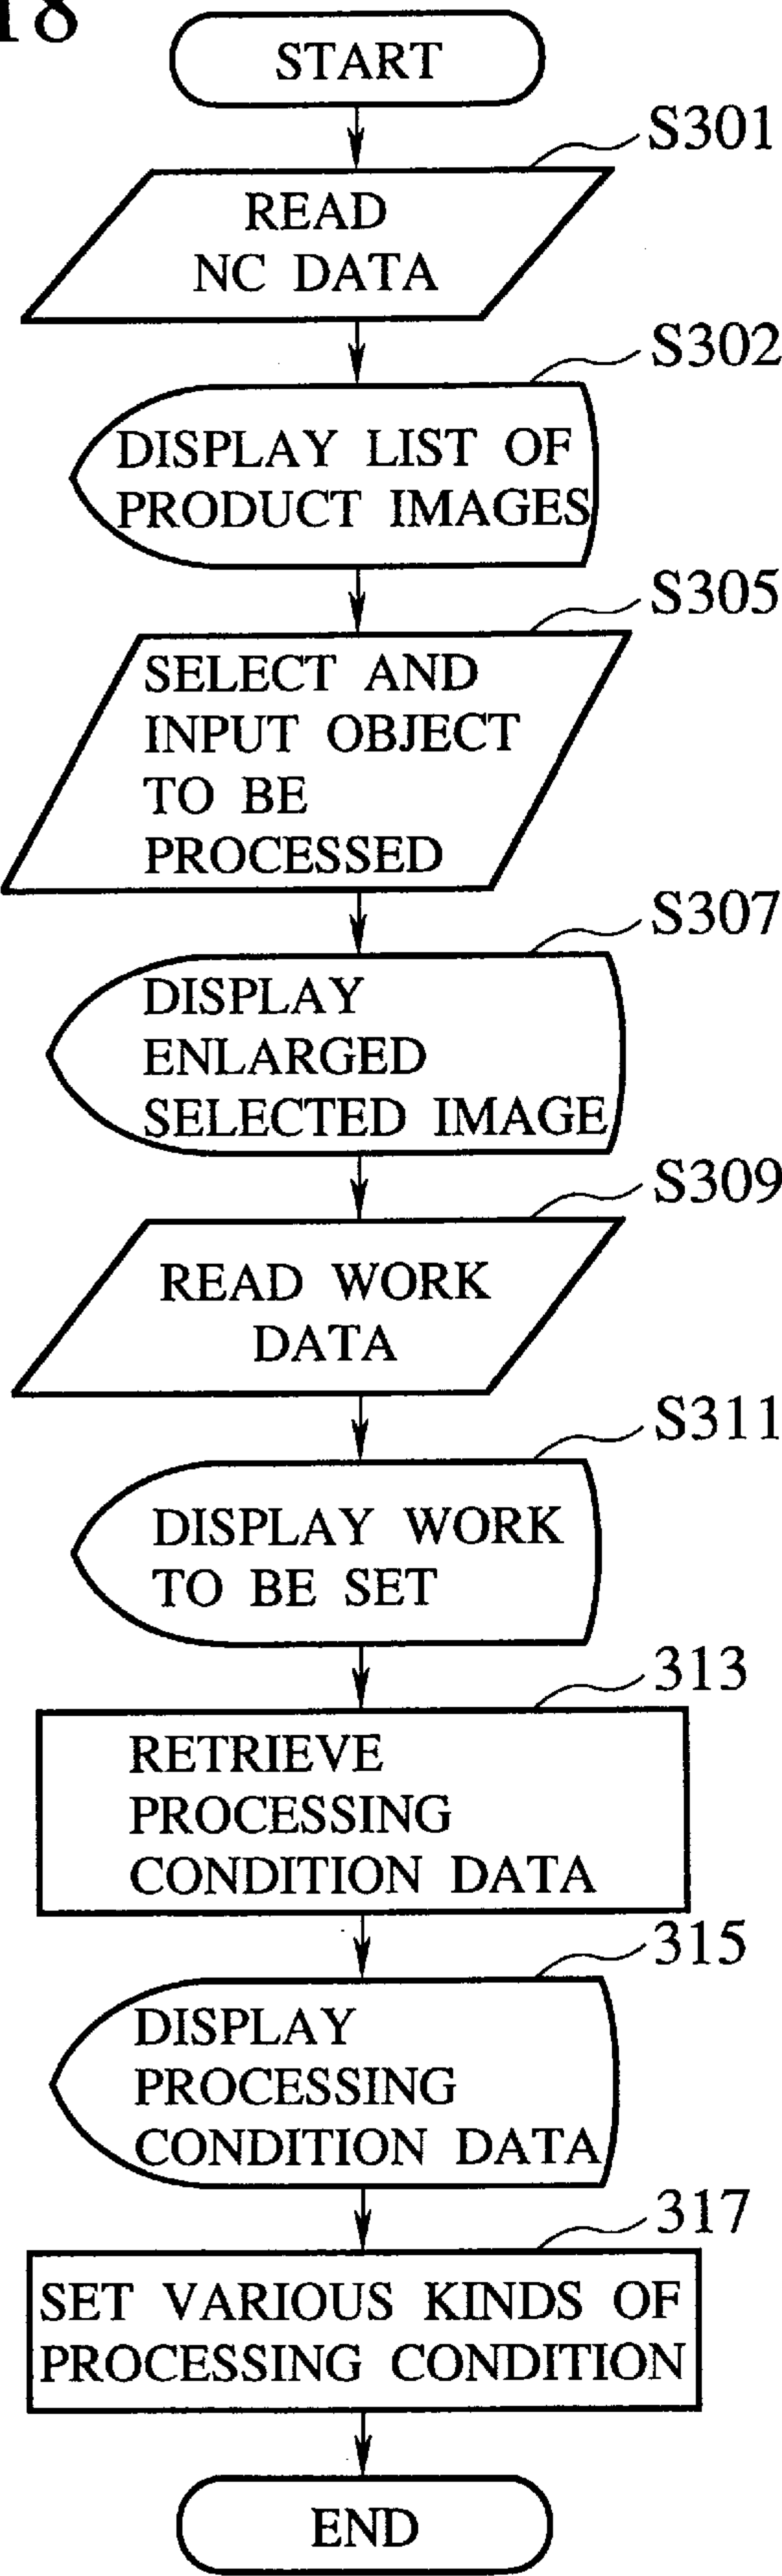 18
START
S301
READ
NC DATA
S302
DISPLAY LIST OF
PRODUCT IMAGES
S305
SELECT AND
INPUT OBJECT
TO BE
PROCESSED
S307
DISPLAY
ENLARGED
SELECTED IMAGE
S309
READ WORK
DATA
S311
DISPLAY WORK
TO BE SET
313
RETRIEVE
PROCESSING
CONDITION DATA
315
DISPLAY
PROCESSING
CONDITION DATA
317
SET VARIOUS KINDS OF
PROCESSING CONDITION
END